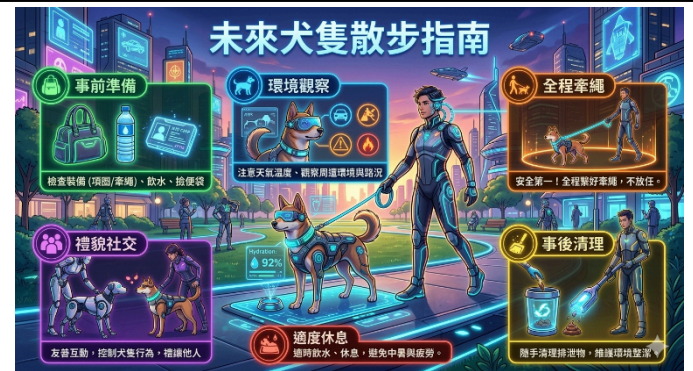 未來犬隻散步指南
事前準備
檢查裝備 (項圈/牽繩)、飲水、撿便袋
環境觀察
注意天氣溫度、觀察周遭環境與路況
全程牽繩
安全第一！全程繫好牽繩，不放任。
Hydration
92%
禮貌社交
友善互動，控制犬隻行為，禮讓他人
適度休息
適時飲水、休息，避免中暑與疲勞。
事後清理
隨手清理排泄物，維護環境整潔